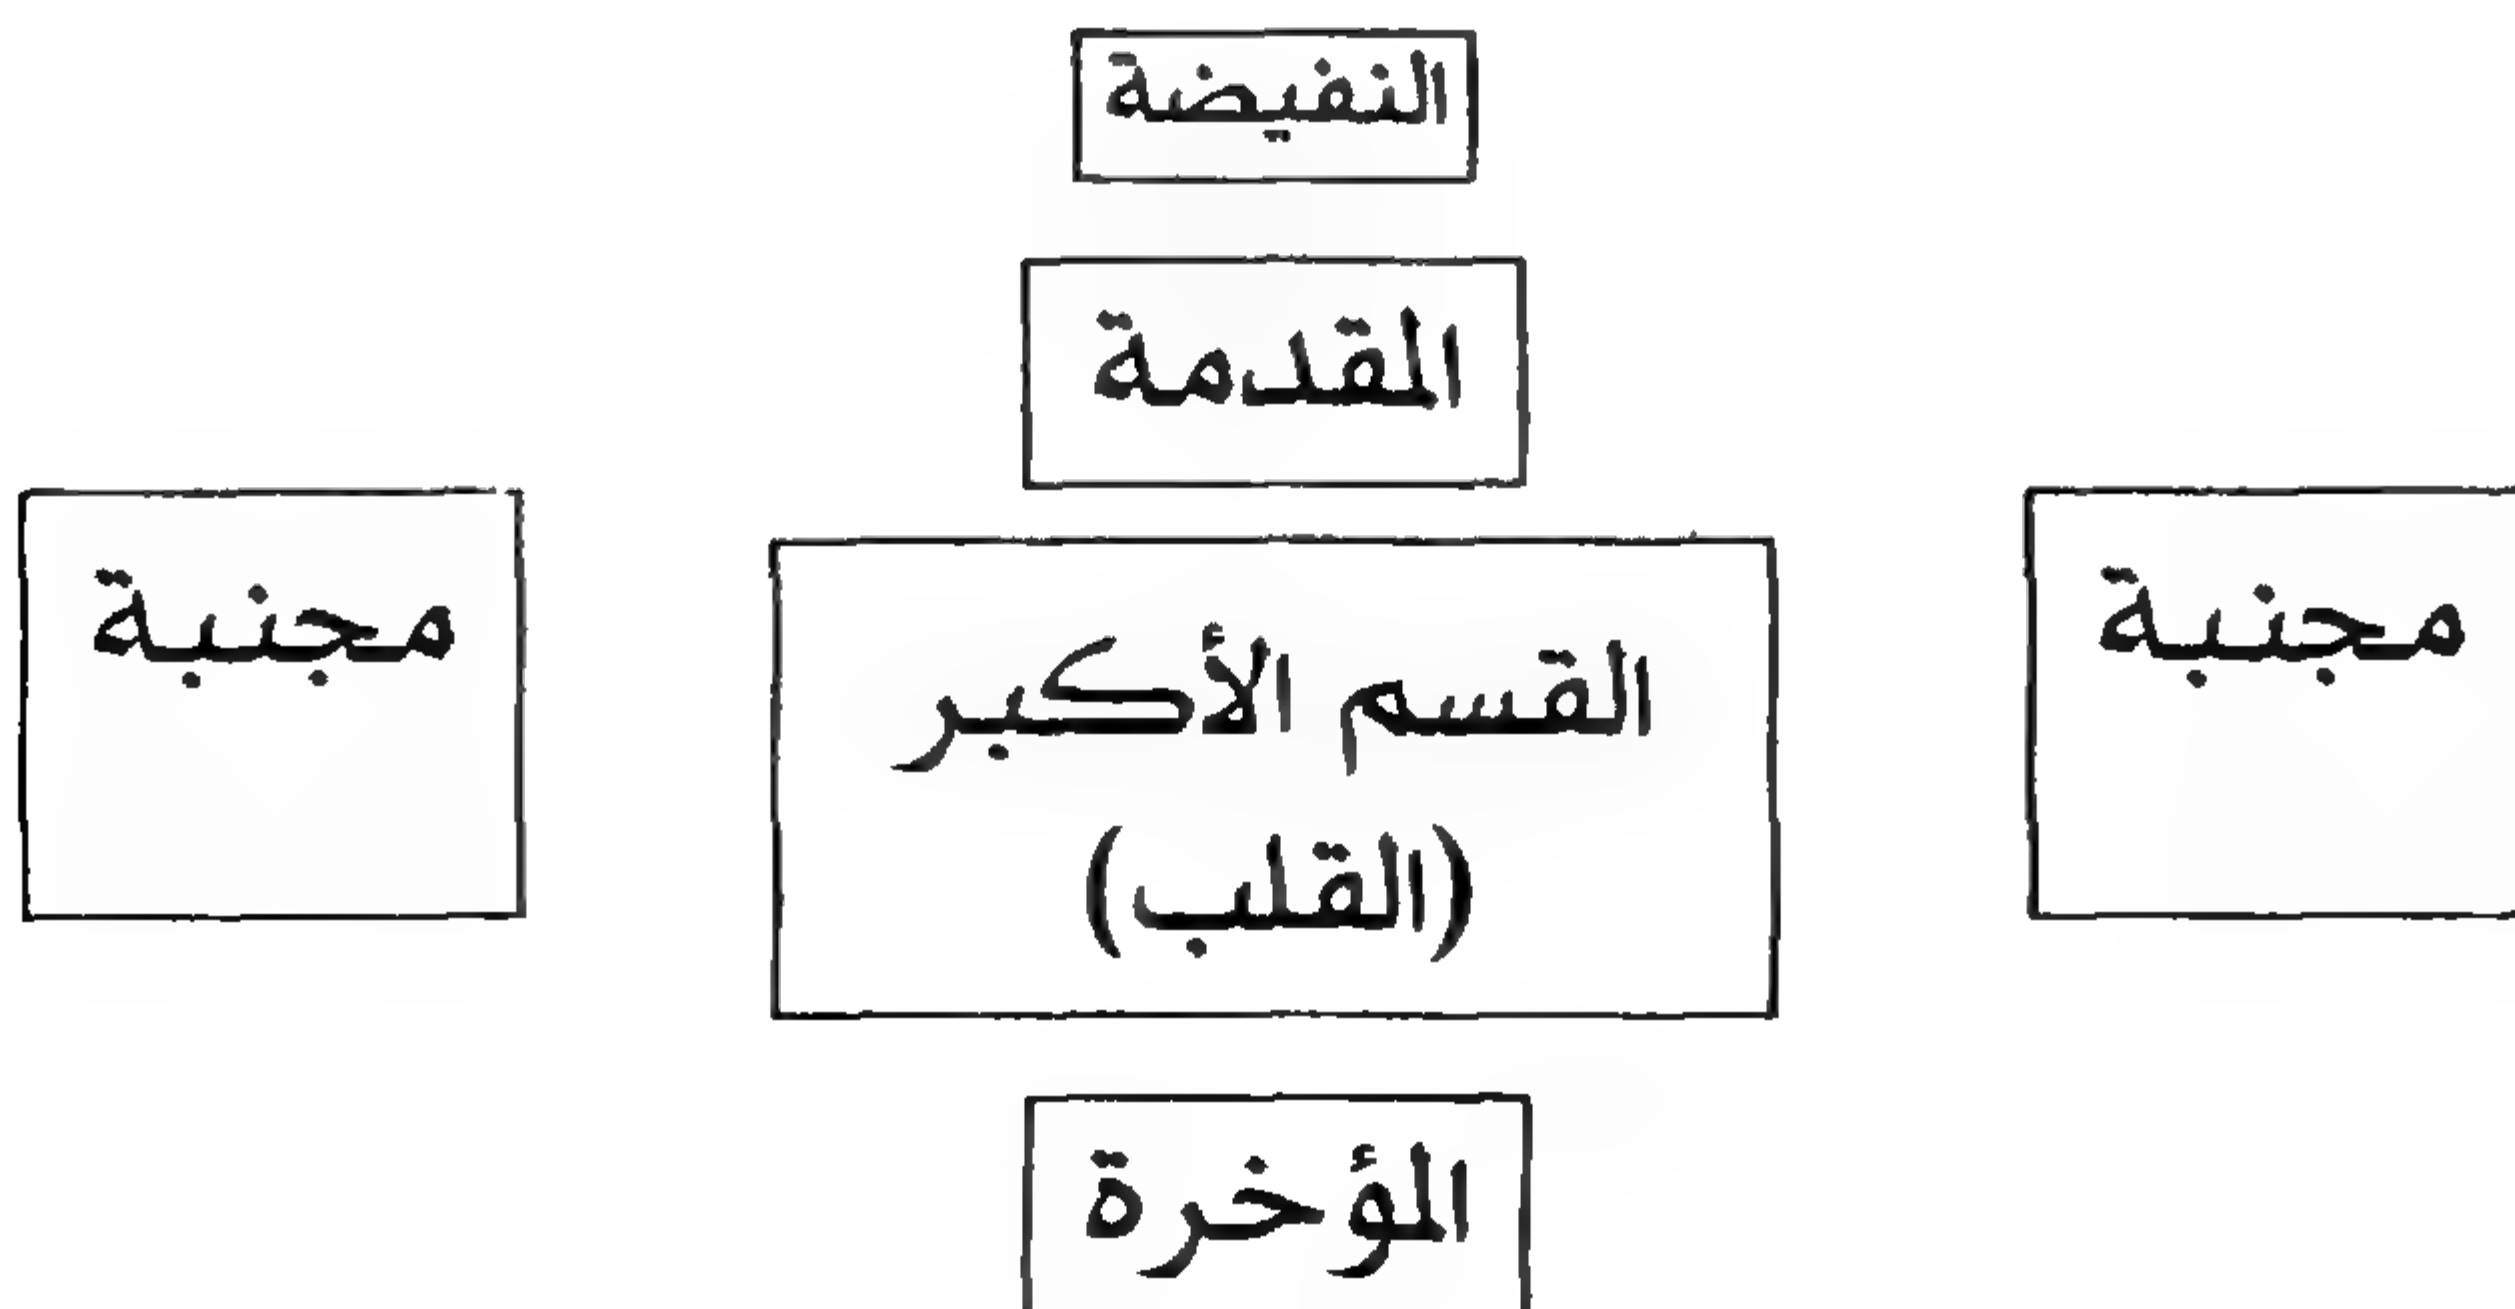 النفيضة
المقدمة
مجنبة
مجنبة
القسم الأكبر
(القلب)
المؤخرة